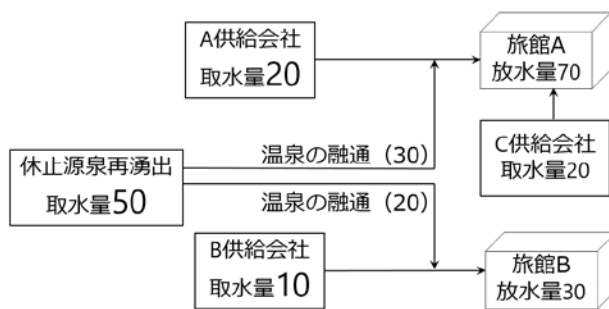 A供給会社
取水量20
旅館A
放水量70
C供給会社
取水量20
温泉の融通（30）
休止源泉再湧出
取水量50
温泉の融通（20）
B供給会社
取水量10
旅館B
放水量30